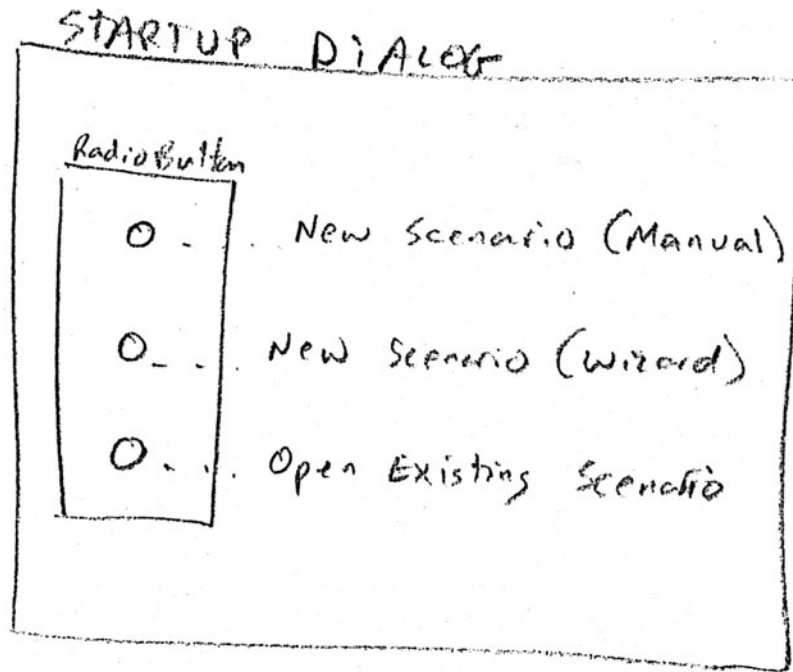 STARTUP DiALOG
RadioButton
New Scenario (Manual)
New Scenario (Wizard)
Open Existing Scenario